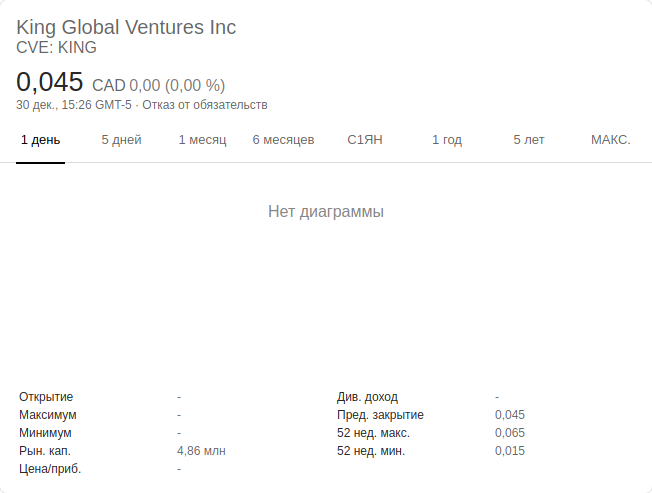 King Global Ventures Inc
CVE: KING
0,045 CAD 0,00 (0,00 %)
30 дек., 15:26 GMT-5 · Отказ от обязательств
1 день 5 дней 1 месяц 6 месяцев С1ЯН 1 год 5 лет МАКС.
Нет диаграммы
Открытие - Див. доход -
Максимум - Пред. закрытие 0,045
Минимум - 52 нед. макс. 0,065
Рын. кап. 4,86 млн 52 нед. мин. 0,015
Цена/приб. -